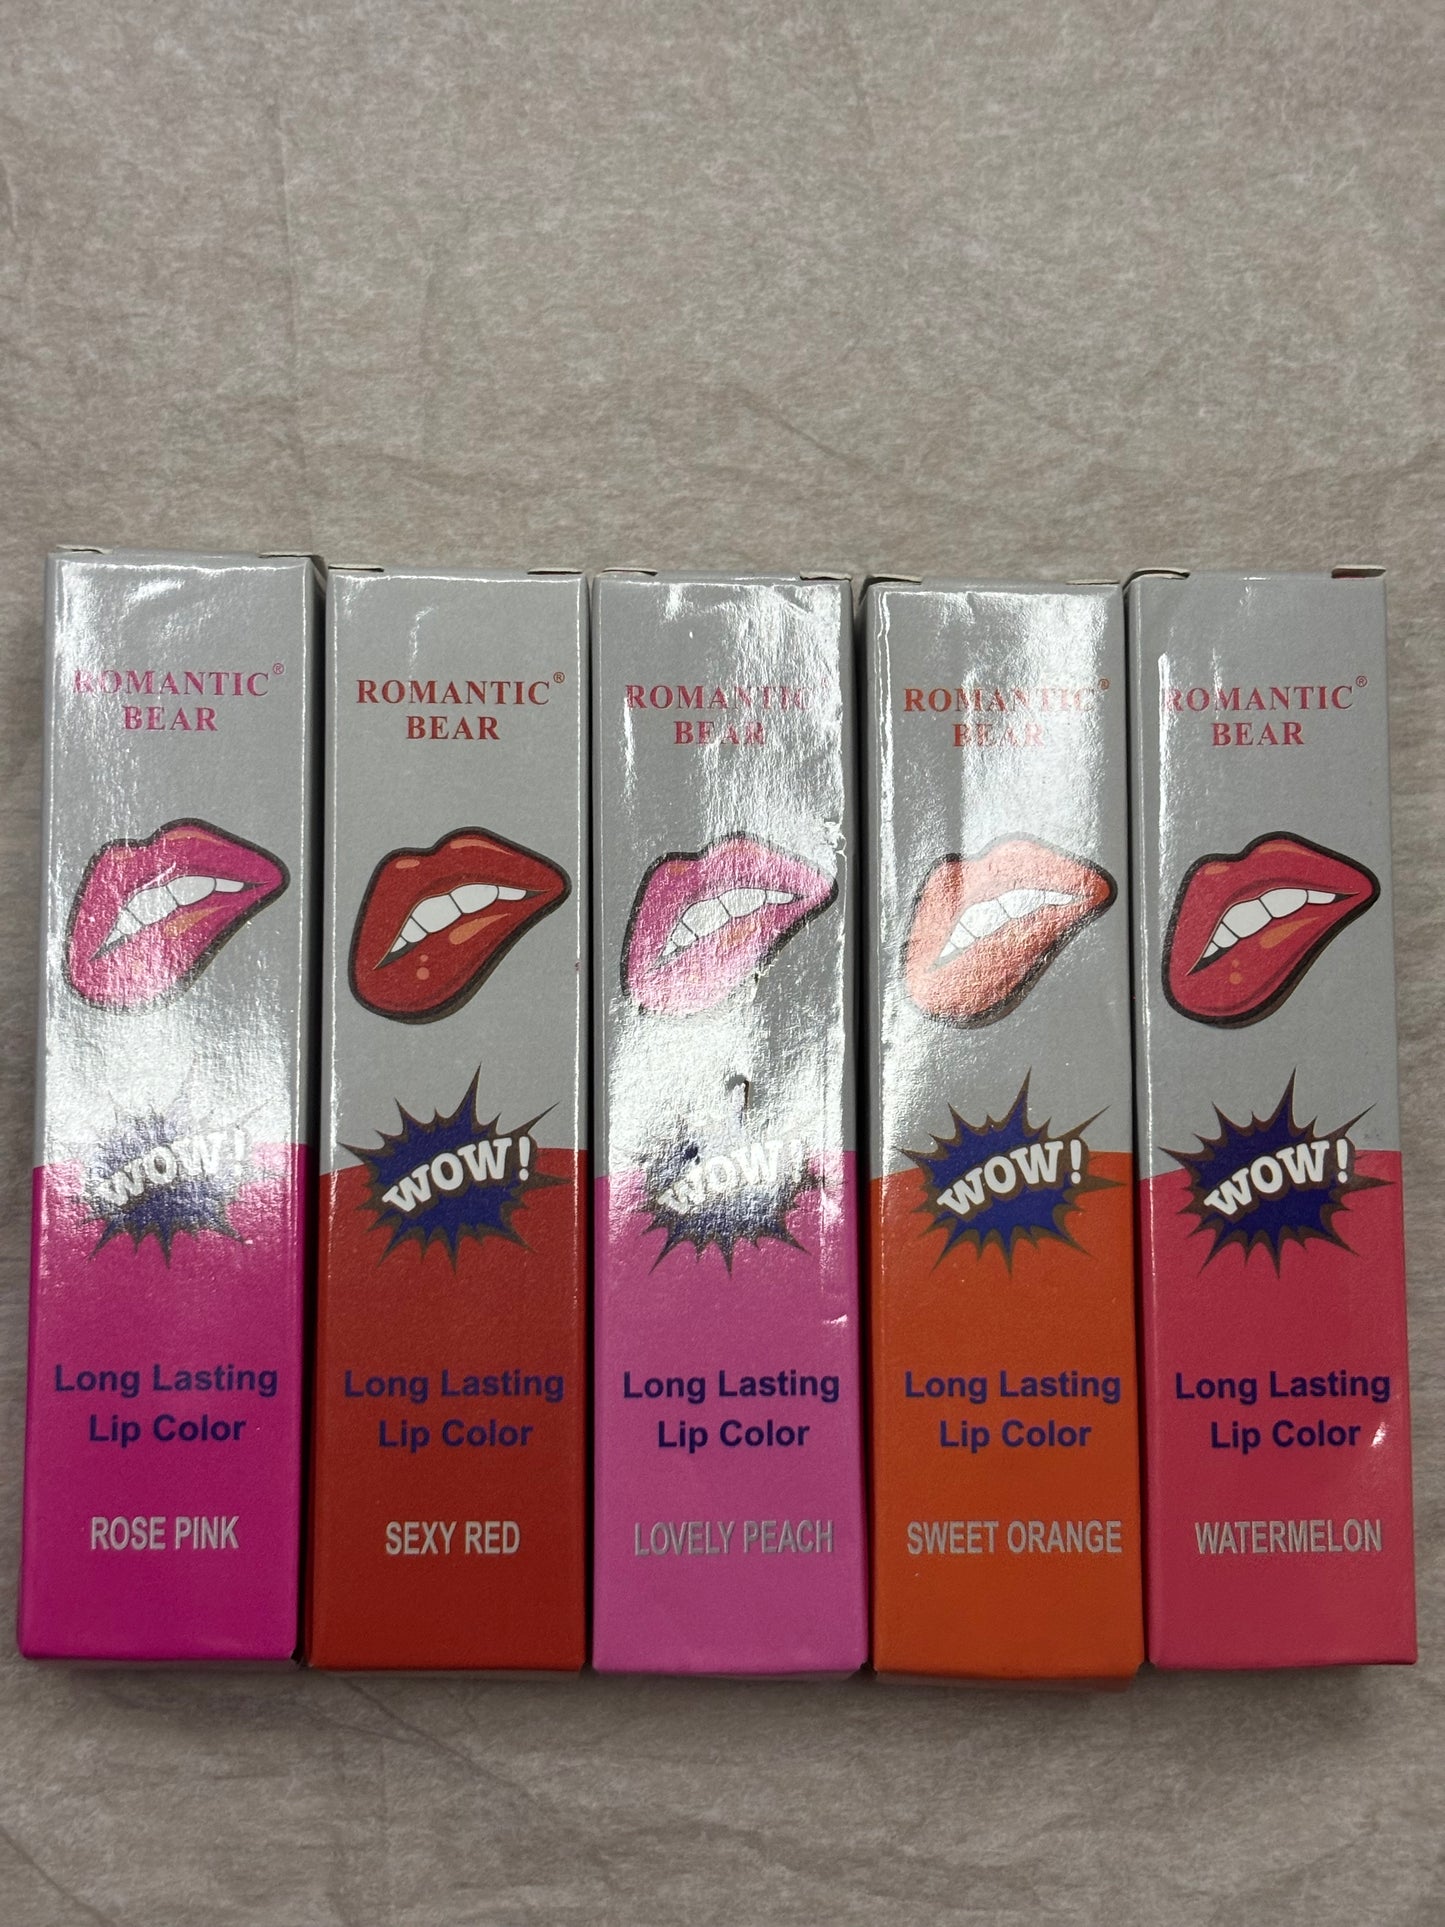 ROMANTIC®
BEAR
WOW!
Long Lasting
Lip Color
ROSE PINK
ROMANTIC®
BEAR
WOW!
Long Lasting
Lip Color
SEXY RED
ROMANTIC®
BEAR
WOW!
Long Lasting
Lip Color
LOVELY PEACH
ROMANTIC®
BEAR
WOW!
Long Lasting
Lip Color
SWEET ORANGE
ROMANTIC®
BEAR
WOW!
Long Lasting
Lip Color
WATERMELON